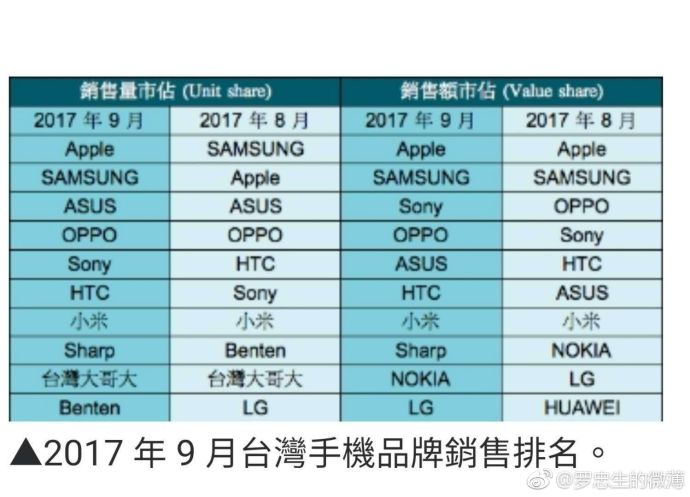 銷售量市佔 (Unit share) 銷售額市佔 (Value share)
2017 年 9 月 2017 年 8 月 2017 年 9 月 2017 年 8 月
Apple SAMSUNG Apple Apple
SAMSUNG Apple SAMSUNG SAMSUNG
ASUS ASUS Sony OPPO
OPPO OPPO OPPO Sony
Sony HTC ASUS HTC
HTC Sony HTC ASUS
小米 小米 小米 小米
Sharp Benten Sharp NOKIA
台灣大哥大 台灣大哥大 NOKIA LG
Benten LG LG HUAWEI
▲2017 年 9 月台灣手機品牌銷售排名。
@罗忠生的微薄